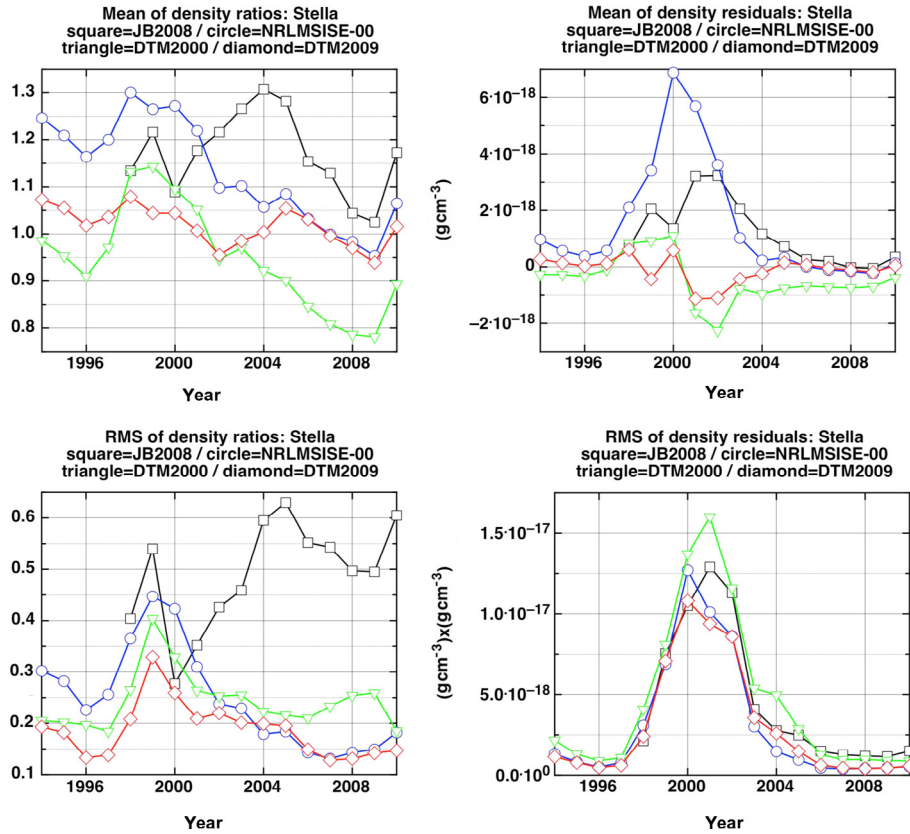 Mean of density ratios: Stella
square=JB2008 / circle=NRLMSISE-00
triangle=DTM2000 / diamond=DTM2009
1.3
1.2
1.1
1.0
0.9
0.8
1996 2000 2004 2008
Year
Mean of density residuals: Stella
square=JB2008 / circle=NRLMSISE-00
triangle=DTM2000 / diamond=DTM2009
(gcm⁻³)
6·10⁻¹⁸
4·10⁻¹⁸
2·10⁻¹⁸
0
−2·10⁻¹⁸
1996 2000 2004 2008
Year
RMS of density ratios: Stella
square=JB2008 / circle=NRLMSISE-00
triangle=DTM2000 / diamond=DTM2009
0.6
0.5
0.4
0.3
0.2
0.1
1996 2000 2004 2008
Year
RMS of density residuals: Stella
square=JB2008 / circle=NRLMSISE-00
triangle=DTM2000 / diamond=DTM2009
(gcm⁻³)x(gcm⁻³)
1.5·10⁻¹⁷
1.0·10⁻¹⁷
5.0·10⁻¹⁸
0.0·10⁰
1996 2000 2004 2008
Year